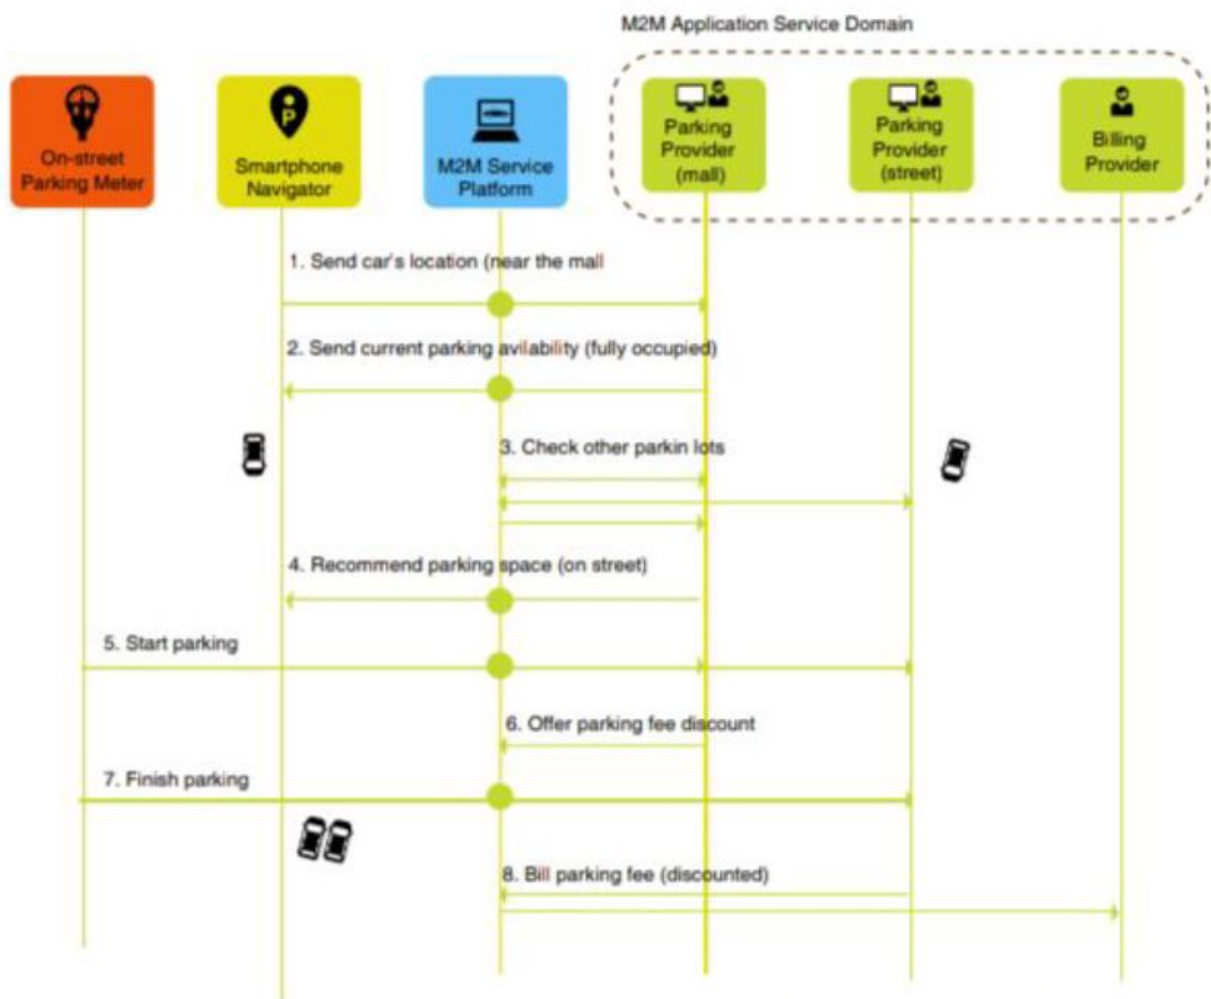 M2M Application Service Domain
On-street
Parking Meter
P
Smartphone
Navigator
M2M Service
Platform
Parking
Provider
(mall)
Parking
Provider
(street)
Billing
Provider
1. Send car's location (near the mall
2. Send current parking avilability (fully occupied)
3. Check other parkin lots
4. Recommend parking space (on street)
5. Start parking
6. Offer parking fee discount
7. Finish parking
8. Bill parking fee (discounted)